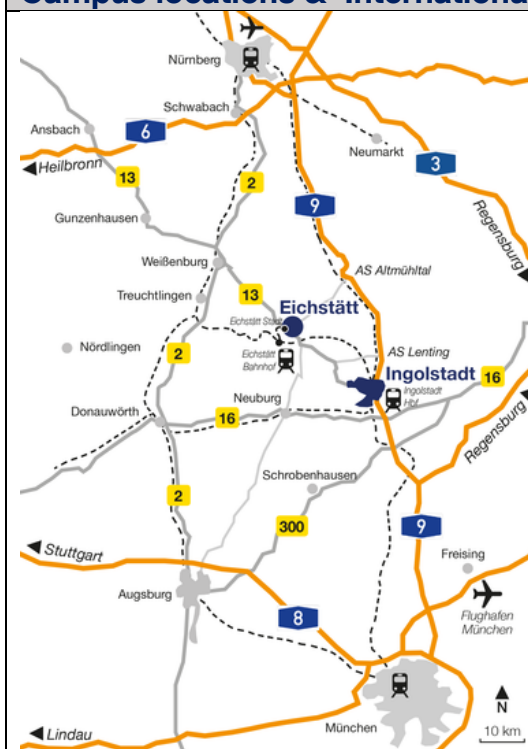 Campus locations & Internationa
Nürnberg
Schwabach
Ansbach
6
Neumarkt
Heilbronn
3
13
2
9
Gunzenhausen
Regensburg
Weißenburg
AS Altmühltal
Treuchtlingen
13
Eichstätt
Eichstätt Stadt
Nördlingen
2
Eichstätt
Bahnhof
AS Lenting
Ingolstadt
16
Ingolstadt
Hbf
Neuburg
Donauwörth
16
Regensburg
Schrobenhausen
2
300
9
Stuttgart
Freising
Augsburg
8
Flughafen
München
München
N
Lindau
10 km